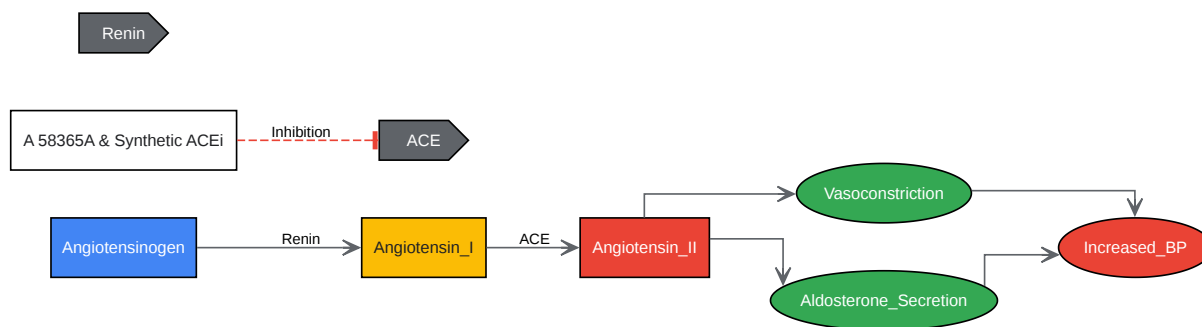 Renin
A 58365A & Synthetic ACEi
Inhibition
ACE
Vasoconstriction
Angiotensinogen
Renin
Angiotensin_I
ACE
Angiotensin_II
Increased_BP
Aldosterone_Secretion